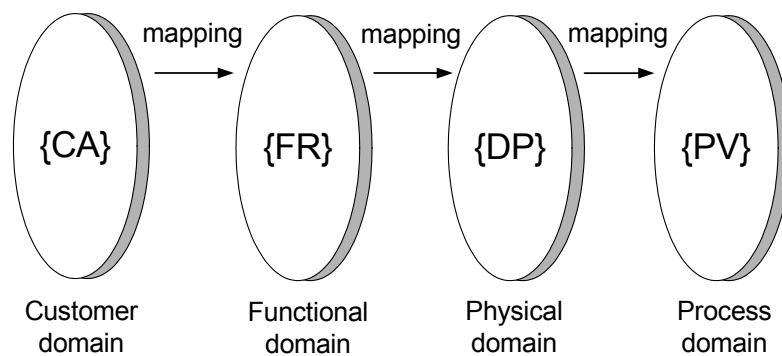 mapping mapping mapping
{CA} {FR} {DP} {PV}
Customer domain
Functional domain
Physical domain
Process domain